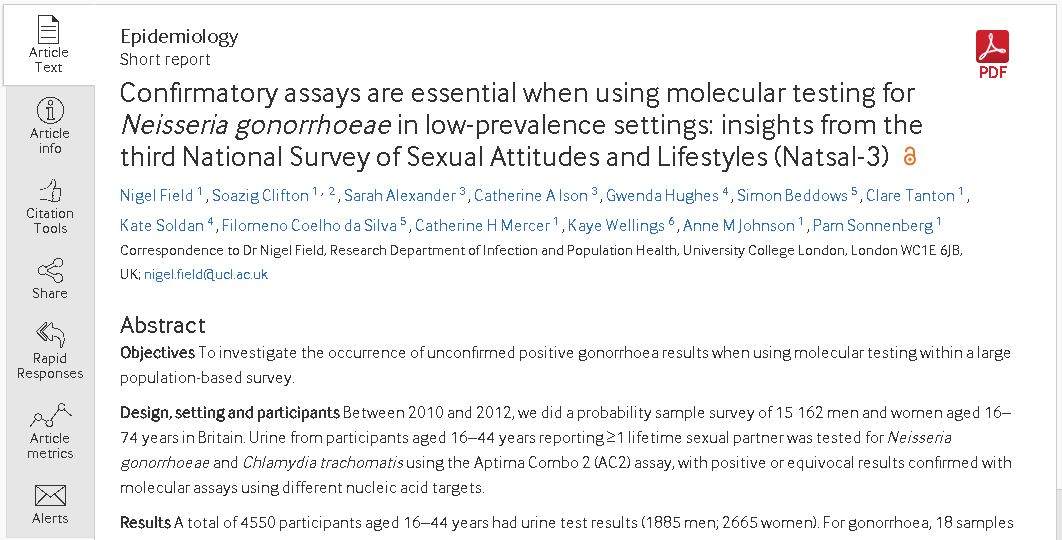 Article
Text
Article
info
Citation
Tools
Share
Rapid
Responses
Article
metrics
Alerts
Epidemiology
Short report
PDF
Confirmatory assays are essential when using molecular testing for
Neisseria gonorrhoeae in low-prevalence settings: insights from the
third National Survey of Sexual Attitudes and Lifestyles (Natsal-3)
Nigel Field 1, Soazig Clifton 1, 2, Sarah Alexander 3, Catherine A Ison 3, Gwenda Hughes 4, Simon Beddows 5, Clare Tanton 1,
Kate Soldan 4, Filomeno Coelho da Silva 5, Catherine H Mercer 1, Kaye Wellings 6, Anne M Johnson 1, Pam Sonnenberg 1
Correspondence to Dr Nigel Field, Research Department of Infection and Population Health, University College London, London WC1E 6JB,
UK; nigel.field@ucl.ac.uk
Abstract
Objectives To investigate the occurrence of unconfirmed positive gonorrhoea results when using molecular testing within a large
population-based survey.
Design, setting and participants Between 2010 and 2012, we did a probability sample survey of 15 162 men and women aged 16–
74 years in Britain. Urine from participants aged 16–44 years reporting ≥1 lifetime sexual partner was tested for Neisseria
gonorrhoeae and Chlamydia trachomatis using the Aptima Combo 2 (AC2) assay, with positive or equivocal results confirmed with
molecular assays using different nucleic acid targets.
Results A total of 4550 participants aged 16–44 years had urine test results (1885 men; 2665 women). For gonorrhoea, 18 samples